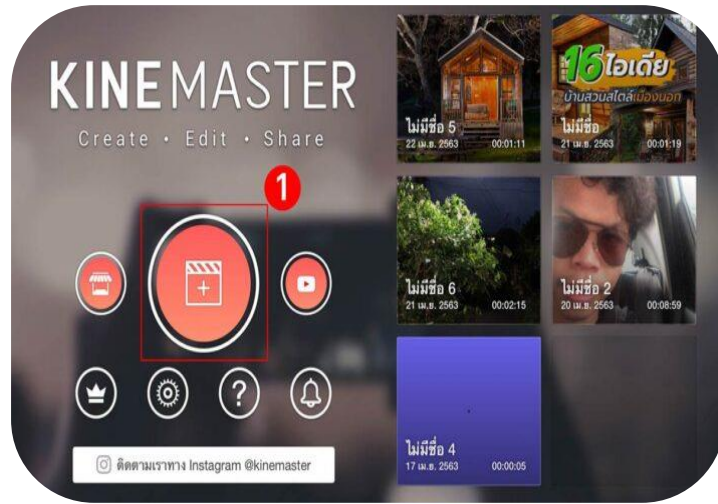 KINEMASTER
Create • Edit • Share
1
?
ติดตามเราทาง Instagram @kinemaster
ไม่มีชื่อ 5
22 เม.ย. 2563 00:01:11
16ไอเดีย
บ้านสวนสไตล์เมืองนอก
ไม่มีชื่อ
21 เม.ย. 2563 00:01:19
ไม่มีชื่อ 6
21 เม.ย. 2563 00:02:15
ไม่มีชื่อ 2
20 เม.ย. 2563 00:08:59
ไม่มีชื่อ 4
17 เม.ย. 2563 00:00:05